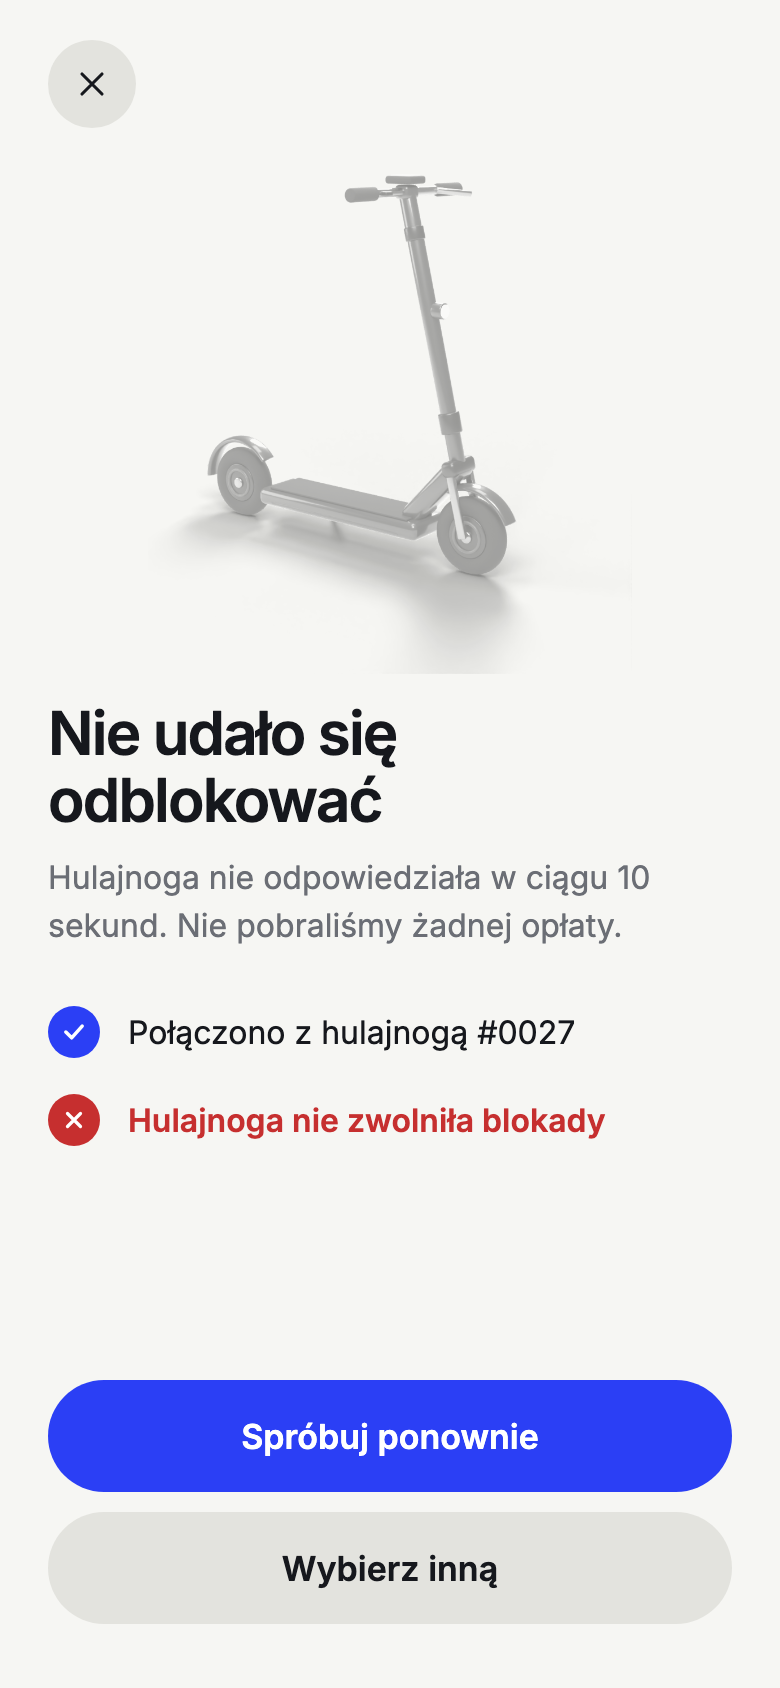 Nie udało się
odblokować
Hulajnoga nie odpowiedziała w ciągu 10
sekund. Nie pobraliśmy żadnej opłaty.
Połączono z hulajnogą #0027
Hulajnoga nie zwolniła blokady
Spróbuj ponownie
Wybierz inną